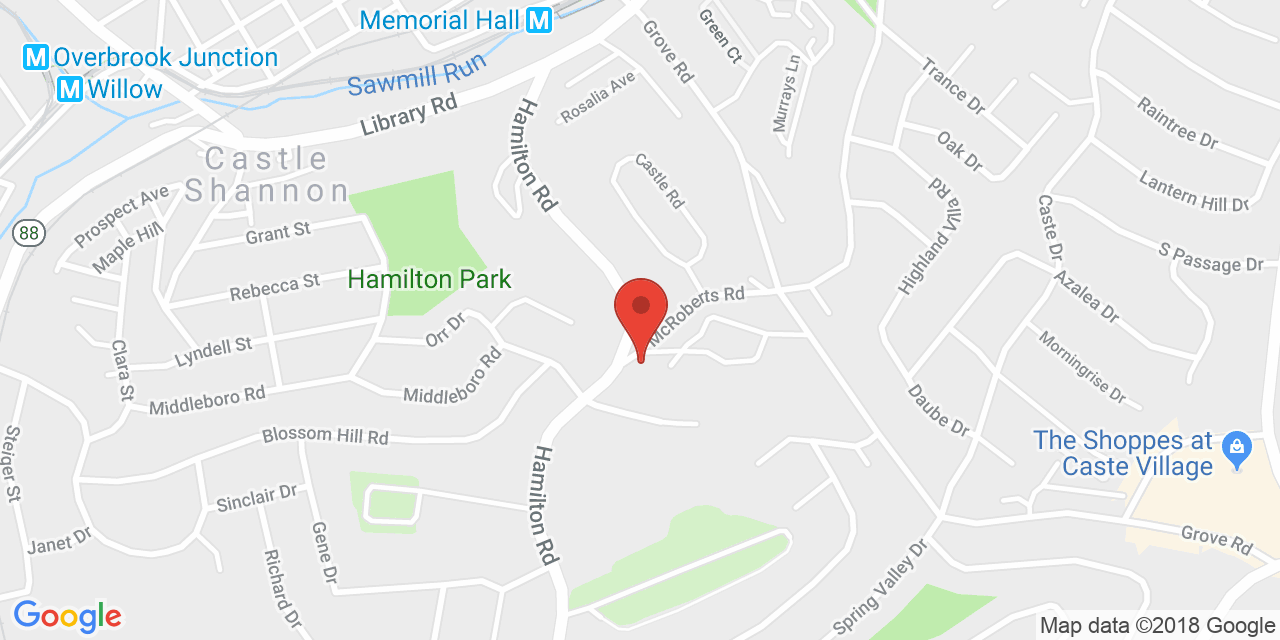 Memorial Hall M
M Overbrook Junction
M Willow
Sawmill Run
Library Rd
Castle
Shannon
Hamilton Rd
Rosalia Ave
Grove Rd
Green Ct
Murrays Ln
Trance Dr
Oak Dr
Raintree Dr
Lantern Hill Dr
S Passage Dr
Caste Dr
Azalea Dr
Highland Villa Rd
Castle Rd
Prospect Ave
Maple Hill
88
Grant St
Rebecca St
Hamilton Park
McRoberts Rd
Orr Dr
Lyndell St
Clara St
Middleboro Rd
Middleboro Rd
Morningrise Dr
Daube Dr
Blossom Hill Rd
Steiger St
The Shoppes at
Caste Village
Hamilton Rd
Sinclair Dr
Gene Dr
Janet Dr
Richard Dr
Grove Rd
Spring Valley Dr
Google
Map data ©2018 Google